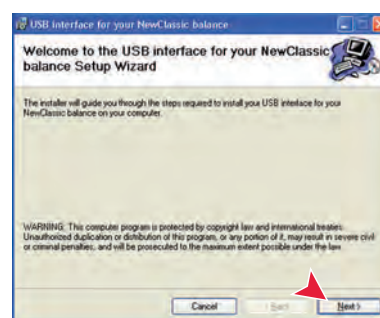 USB Interface for your NewClassic balance
Welcome to the USB interface for your NewClassic
balance Setup Wizard
The installer will guide you through the steps required to install your USB interface for your
NewClassic balance on your computer.
WARNING: This computer program is protected by copyright law and international treaties.
Unauthorized duplication or distribution of this program, or any portion of it, may result in severe civil
or criminal penalties, and will be prosecuted to the maximum extent possible under the law.
Cancel
< Back
Next >